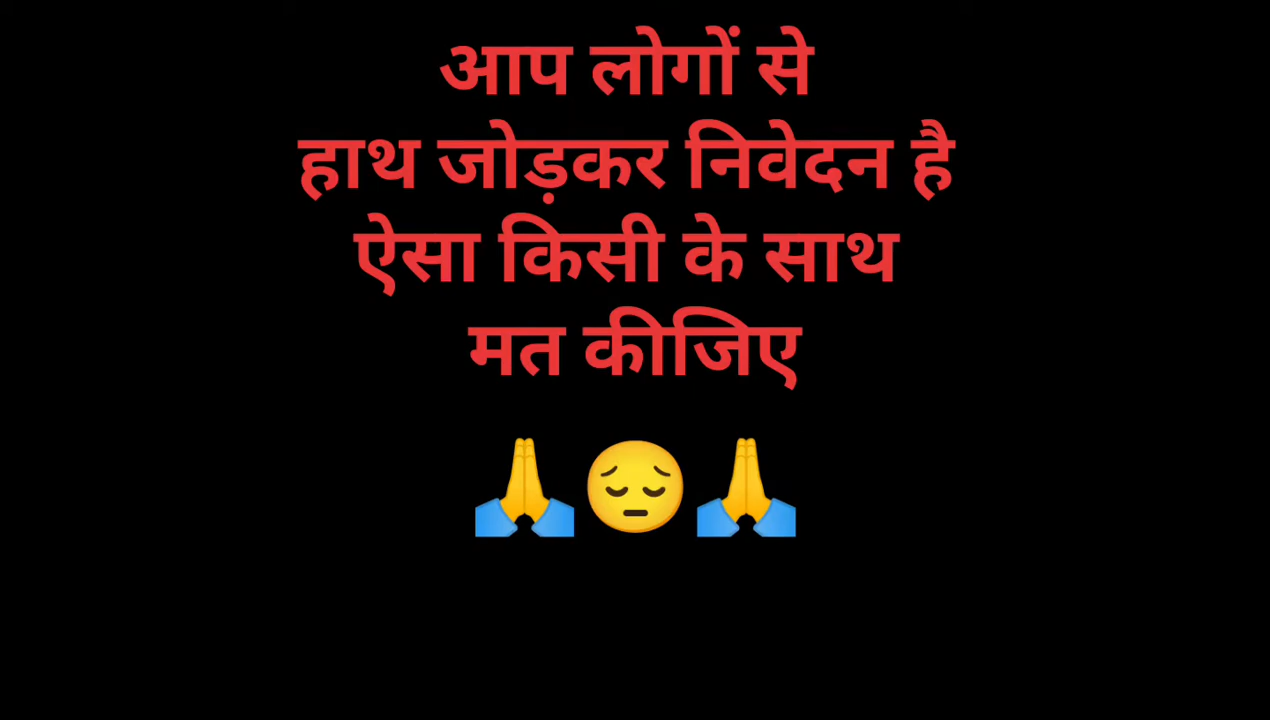 आप लोगों से
हाथ जोड़कर निवेदन है
ऐसा किसी के साथ
मत कीजिए
🙏😔🙏